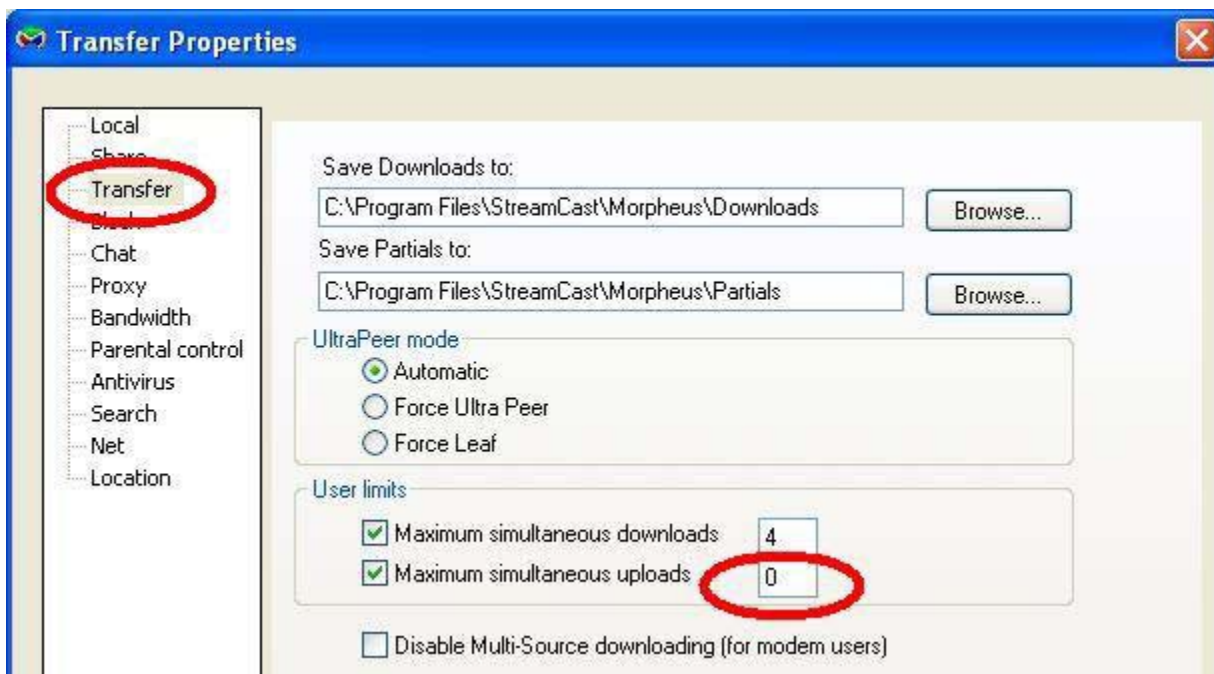 Transfer Properties
Local
Share
Transfer
Block
Chat
Proxy
Bandwidth
Parental control
Antivirus
Search
Net
Location
Save Downloads to:
C:\Program Files\StreamCast\Morpheus\Downloads
Browse...
Save Partials to:
C:\Program Files\StreamCast\Morpheus\Partials
Browse...
UltraPeer mode
Automatic
Force Ultra Peer
Force Leaf
User limits
Maximum simultaneous downloads 4
Maximum simultaneous uploads 0
Disable Multi-Source downloading (for modem users)